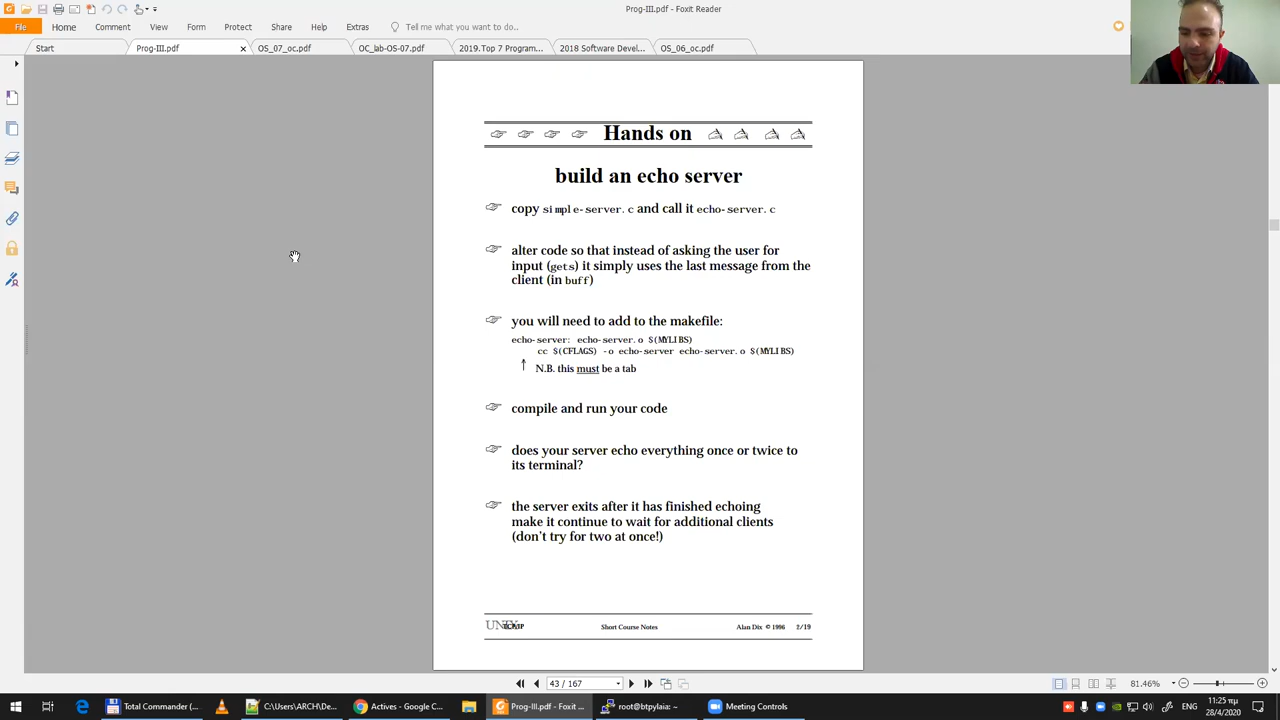 Prog-III.pdf - Foxit Reader
File Home Comment View Form Protect Share Help Extras Tell me what you want to do...
Start Prog-III.pdf OS_07_oc.pdf OC_lab-OS-07.pdf 2019.Top 7 Program... 2018 Software Devel... OS_06_oc.pdf
Hands on
build an echo server
copy simple-server.c and call it echo-server.c
alter code so that instead of asking the user for
input (gets) it simply uses the last message from the
client (in buff)
you will need to add to the makefile:
echo-server: echo-server.o $(MYLIBS)
cc $(CFLAGS) -o echo-server echo-server.o $(MYLIBS)
↑ N.B. this must be a tab
compile and run your code
does your server echo everything once or twice to
its terminal?
the server exits after it has finished echoing
make it continue to wait for additional clients
(don't try for two at once!)
Short Course Notes Alan Dix © 1996 2/19
43 / 167 81.46%
Total Commander (... C:\Users\ARCH\De... Actives - Google C... Prog-III.pdf - Foxit ... root@btpylaia: ~ Meeting Controls ENG 11:25 πμ
28/4/2020